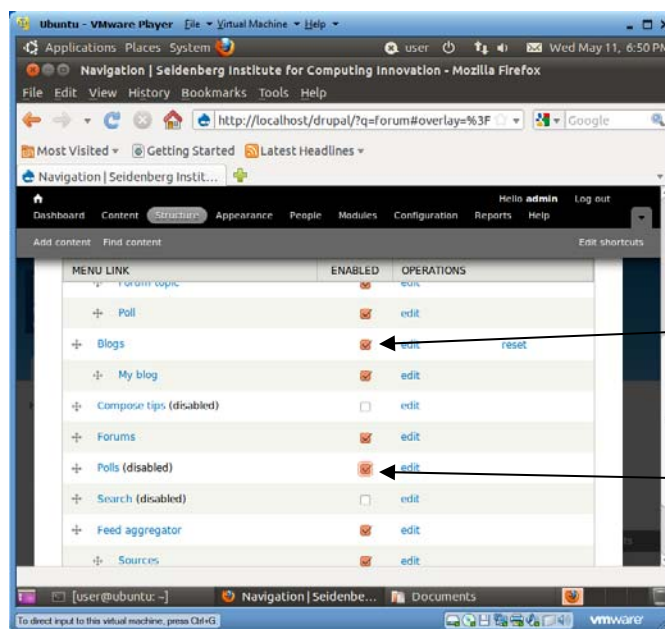 Ubuntu - VMware Player File Virtual Machine Help
Applications Places System user Wed May 11, 6:50 PM
Navigation | Seidenberg Institute for Computing Innovation - Mozilla Firefox
File Edit View History Bookmarks Tools Help
http://localhost/drupal/?q=forum#overlay=%3F Google
Most Visited Getting Started Latest Headlines
Navigation | Seidenberg Instit...
Hello admin Log out
Dashboard Content Structure Appearance People Modules Configuration Reports Help
Add content Find content Edit shortcuts
MENU LINK ENABLED OPERATIONS
Forum topic edit
Poll edit
Blogs edit reset
My blog edit
Compose tips (disabled) edit
Forums edit
Polls (disabled) edit
Search (disabled) edit
Feed aggregator edit
Sources edit
[user@ubuntu: ~] Navigation | Seidenbe... Documents
To direct input to this virtual machine, press Ctrl+G. vmware